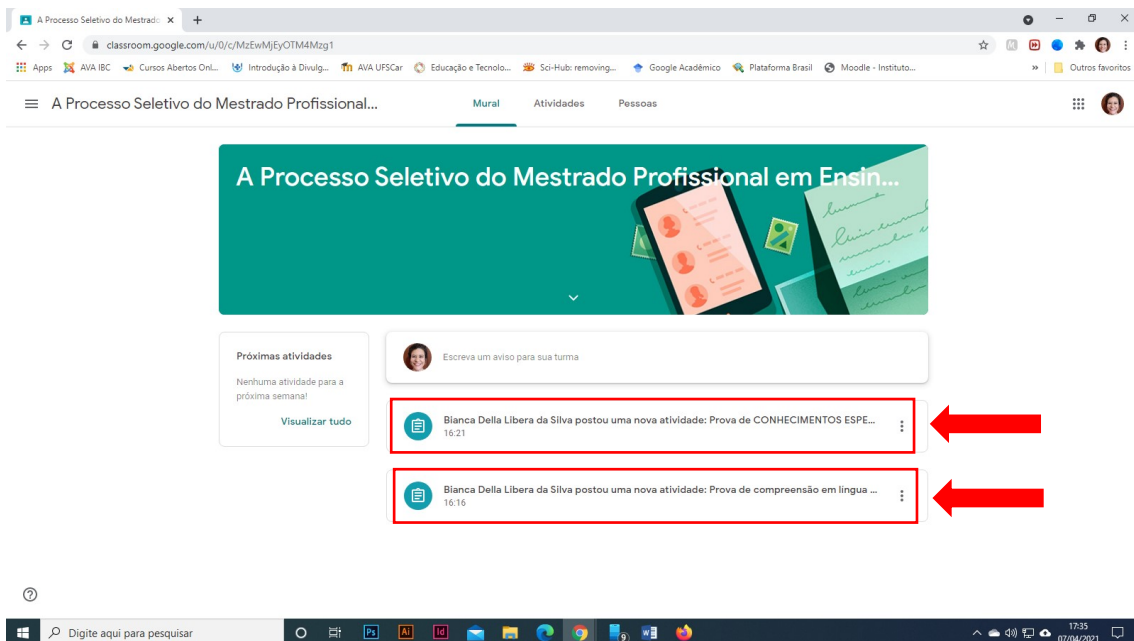 A Processo Seletivo do Mestrado
classroom.google.com/u/0/c/MzEwMjEyOTM4Mzg1
Apps AVA IBC Cursos Abertos Onl... Introdução à Divulg... AVA UFSCar Educação e Tecnolo... Sci-Hub: removing... Google Acadêmico Plataforma Brasil Moodle - Instituto... » Outros favoritos
A Processo Seletivo do Mestrado Profissional... Mural Atividades Pessoas
A Processo Seletivo do Mestrado Profissional em Ensin...
Próximas atividades
Nenhuma atividade para a
próxima semana!
Visualizar tudo
Escreva um aviso para sua turma
Bianca Della Libera da Silva postou uma nova atividade: Prova de CONHECIMENTOS ESPE...
16:21
Bianca Della Libera da Silva postou uma nova atividade: Prova de compreensão em língua ...
16:16
Digite aqui para pesquisar
Ps Ai Id 9
17:35
07/04/2021